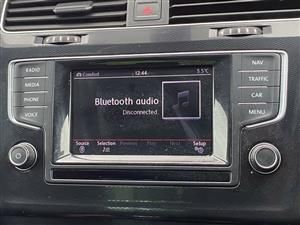 RADIO
MEDIA
PHONE
VOICE
Comfort 12:44 5.5°C
Bluetooth audio
Disconnected.
Source Selection Previous Play Next Setup
NAV
TRAFFIC
CAR
MENU